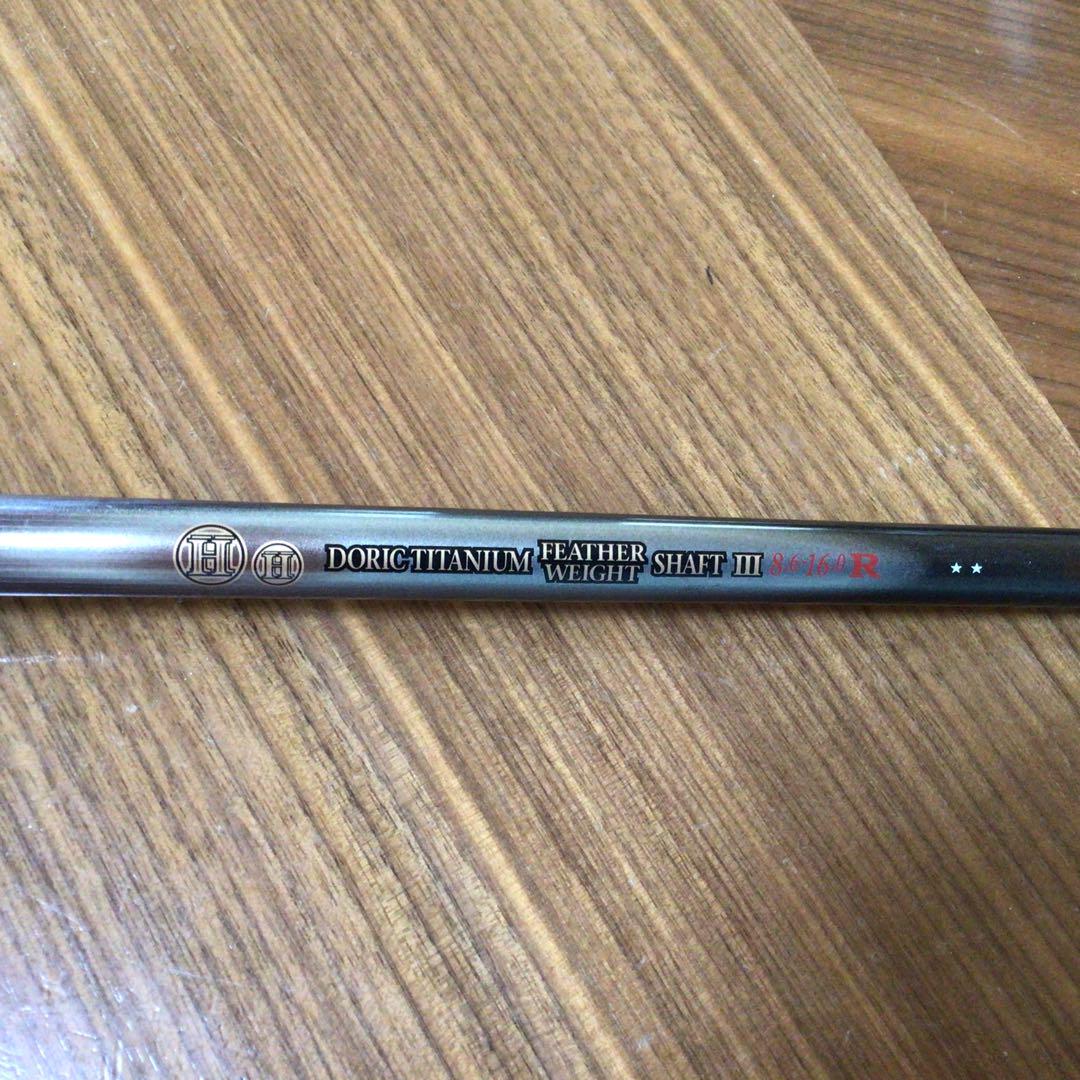 H H DORIC-TITANIUM FEATHER WEIGHT SHAFT III 8.6-16.0 R ★★